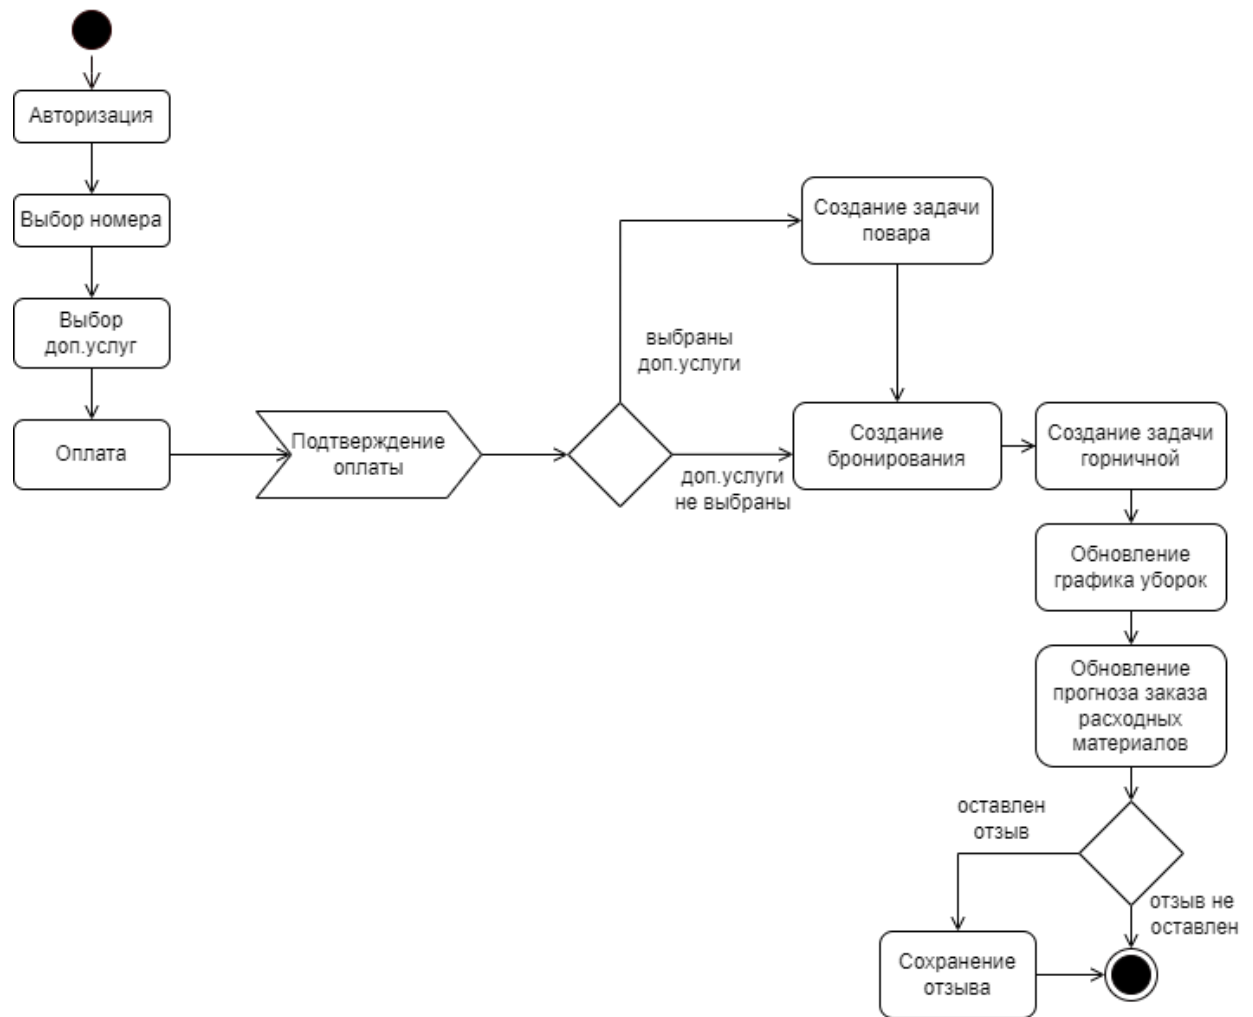 Авторизация
Выбор номера
Выбор
доп.услуг
Оплата
Подтверждение
оплаты
выбраны
доп.услуги
доп.услуги
не выбраны
Создание задачи
повара
Создание
бронирования
Создание задачи
горничной
Обновление
графика уборок
Обновление
прогноза заказа
расходных
материалов
оставлен
отзыв
отзыв не
оставлен
Сохранение
отзыва